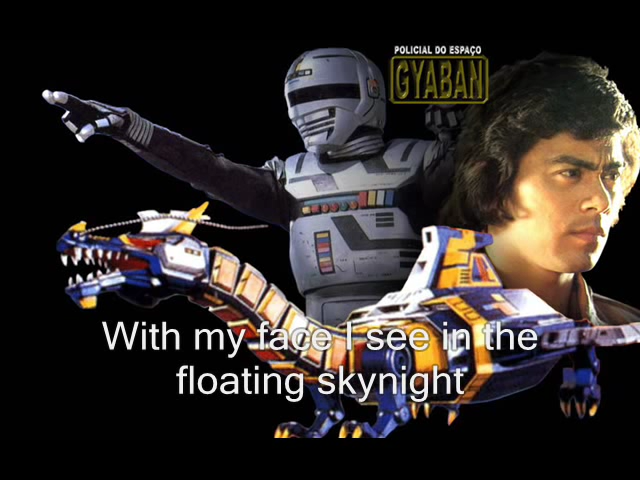 POLICIAL DO ESPAÇO
GYABAN
With my face I see in the
floating skynight